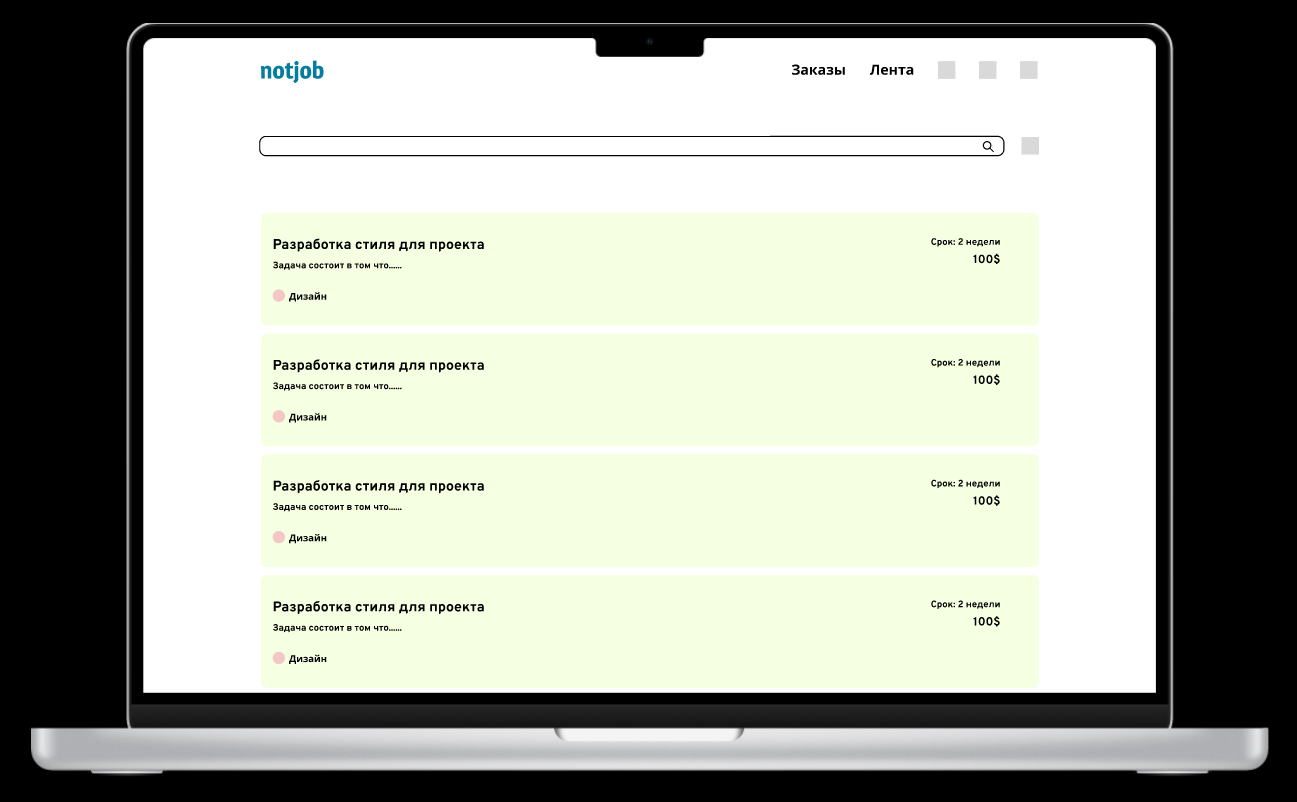 notjob
Заказы Лента
Разработка стиля для проекта
Срок: 2 недели
Задача состоит в том что......
100$
Дизайн
Разработка стиля для проекта
Срок: 2 недели
Задача состоит в том что......
100$
Дизайн
Разработка стиля для проекта
Срок: 2 недели
Задача состоит в том что......
100$
Дизайн
Разработка стиля для проекта
Срок: 2 недели
Задача состоит в том что......
100$
Дизайн